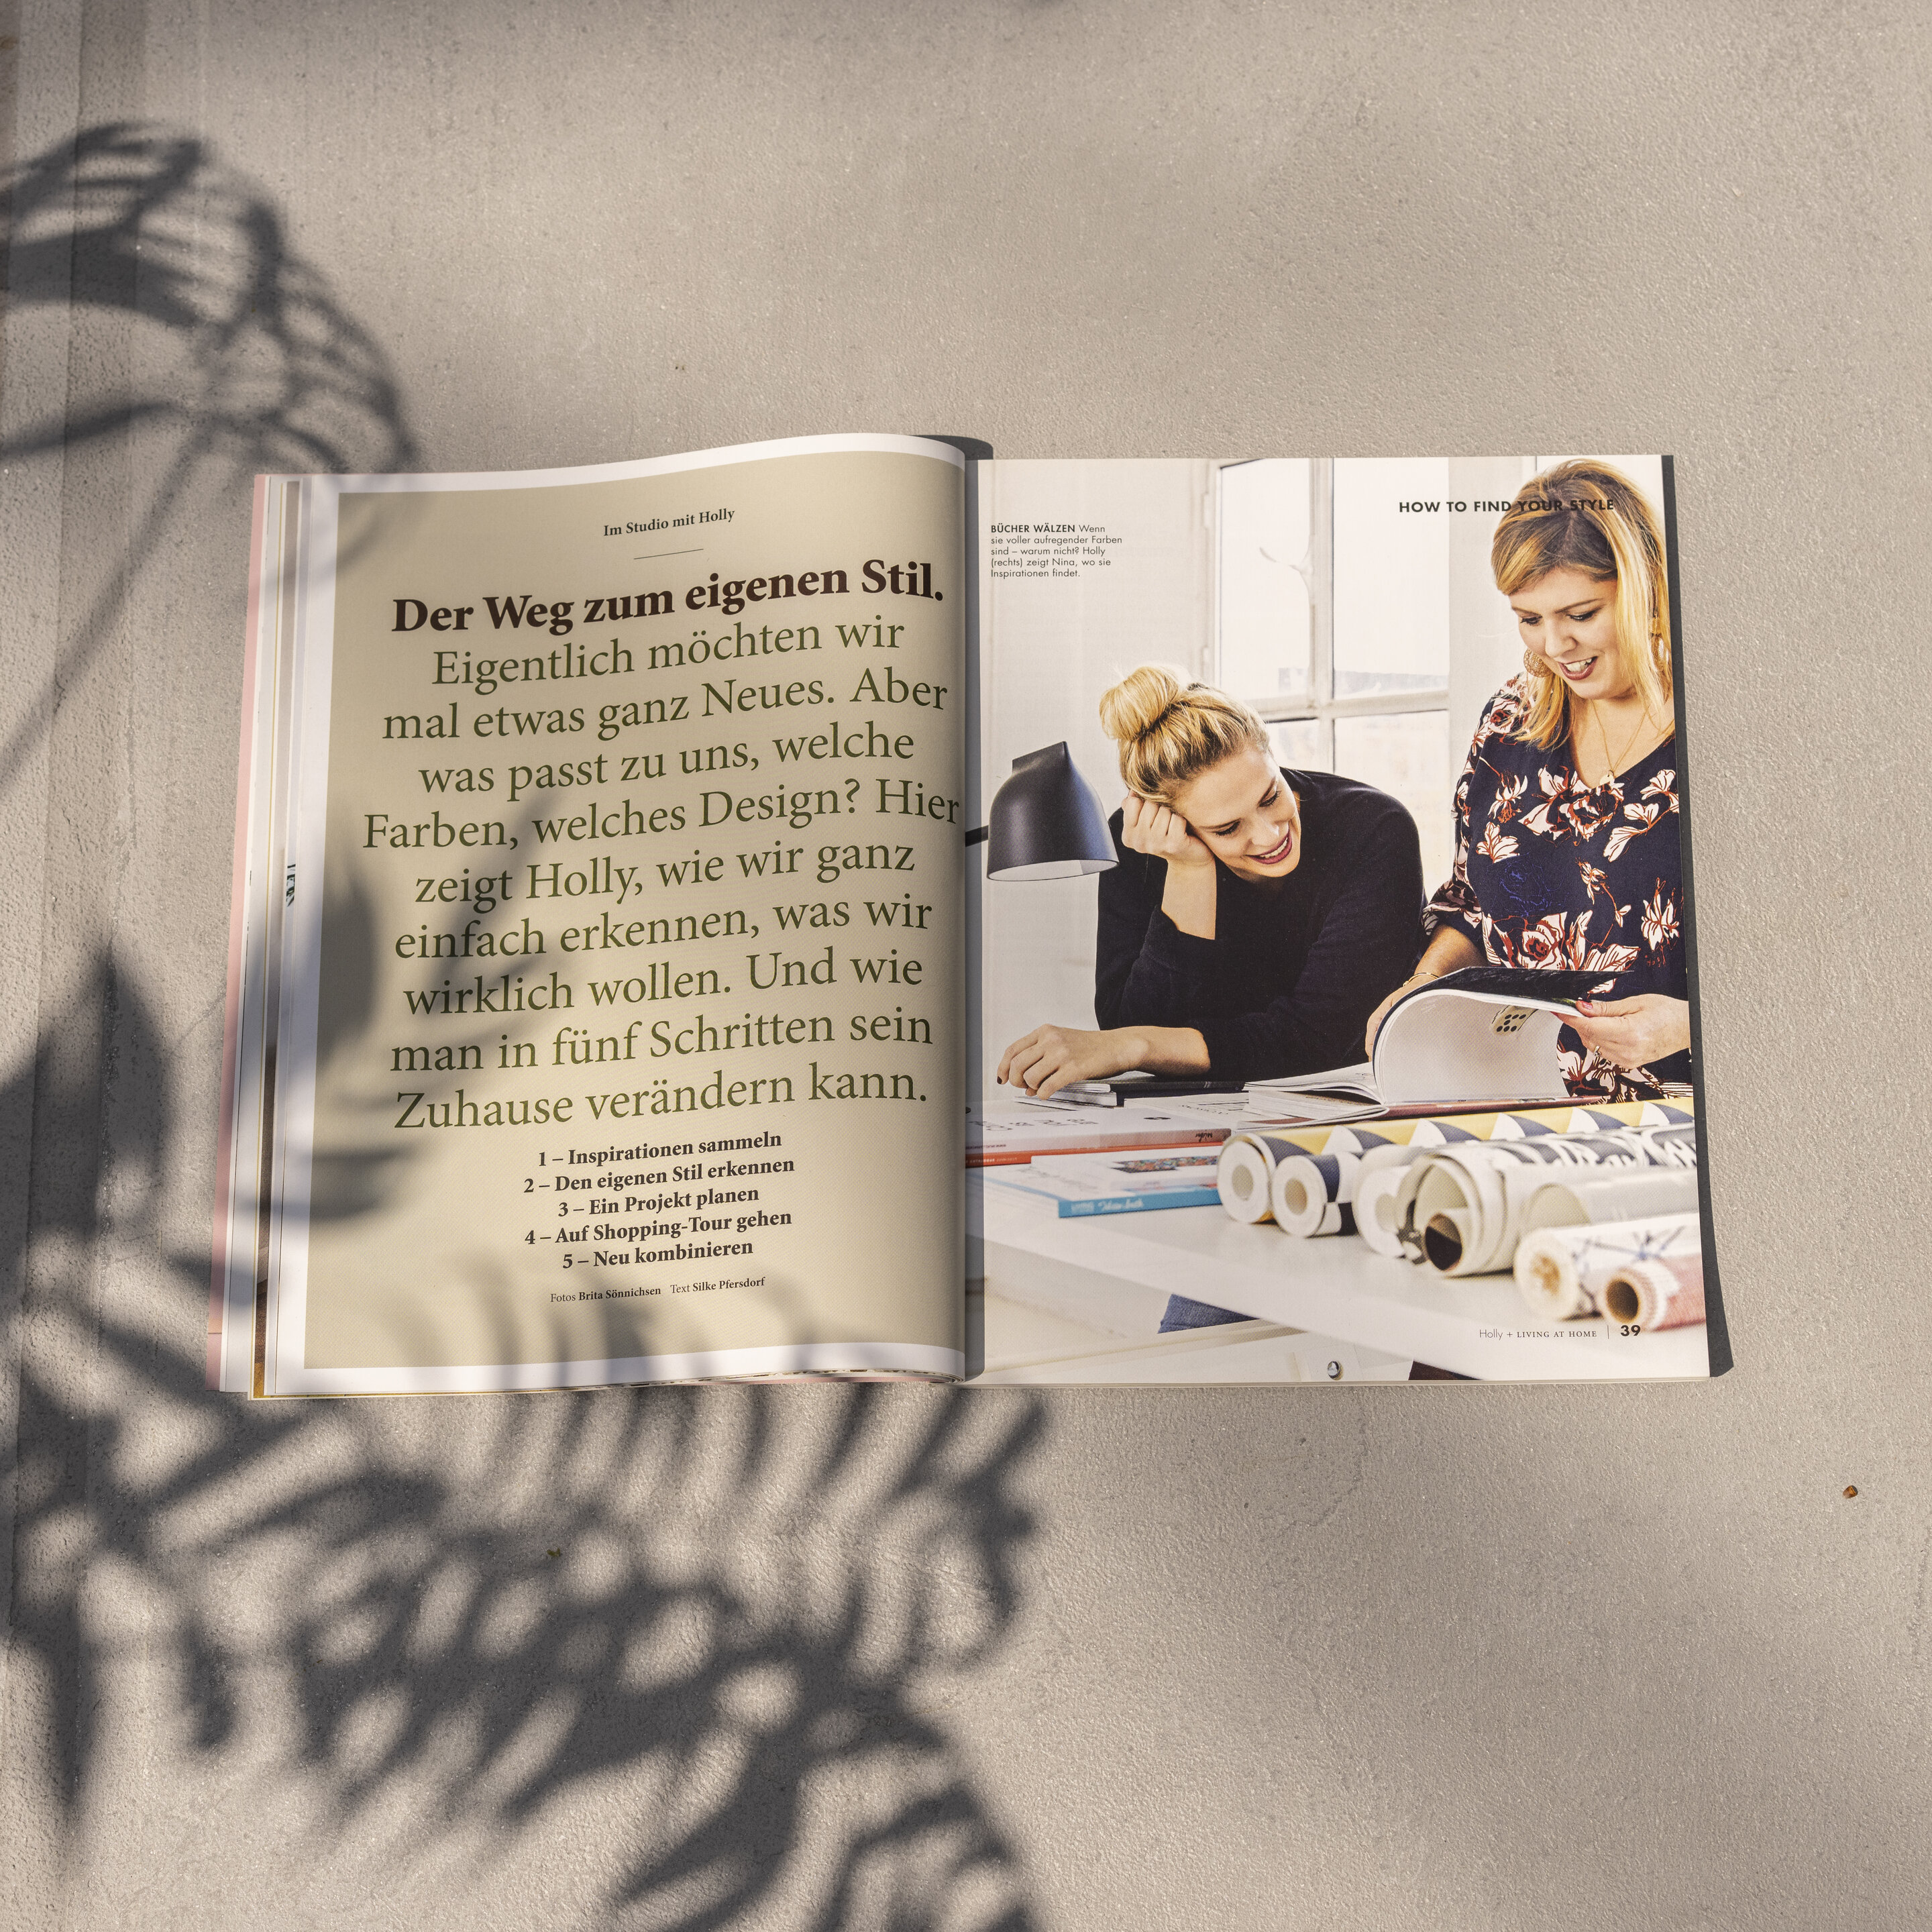 Im Studio mit Holly
Der Weg zum eigenen Stil.
Eigentlich möchten wir
mal etwas ganz Neues. Aber
was passt zu uns, welche
Farben, welches Design? Hier
zeigt Holly, wie wir ganz
einfach erkennen, was wir
wirklich wollen. Und wie
man in fünf Schritten sein
Zuhause verändern kann.
1 – Inspirationen sammeln
2 – Den eigenen Stil erkennen
3 – Ein Projekt planen
4 – Auf Shopping-Tour gehen
5 – Neu kombinieren
Fotos Brita Sönnichsen Text Silke Pfersdorf
HOW TO FIND YOUR STYLE
BÜCHER WÄLZEN Wenn
sie voller aufregender Farben
sind – warum nicht? Holly
(rechts) zeigt Nina, wo sie
Inspirationen findet.
Holly + LIVING AT HOME | 39